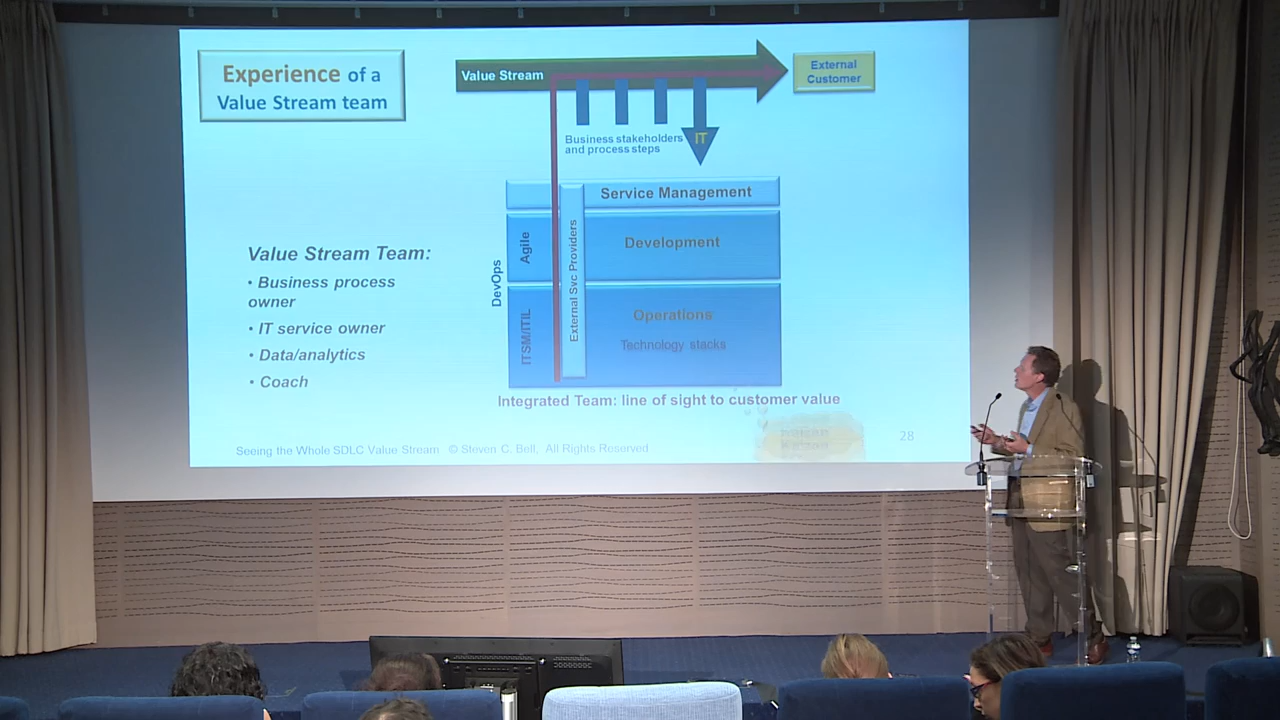 Experience of a
Value Stream team
Value Stream
External
Customer
Business stakeholders
and process steps
IT
Service Management
Agile
Development
DevOps
External Svc Providers
ITSM/ITIL
Operations
Technology stacks
Value Stream Team:
• Business process
owner
• IT service owner
• Data/analytics
• Coach
Integrated Team: line of sight to customer value
Seeing the Whole SDLC Value Stream © Steven C. Bell, All Rights Reserved
28